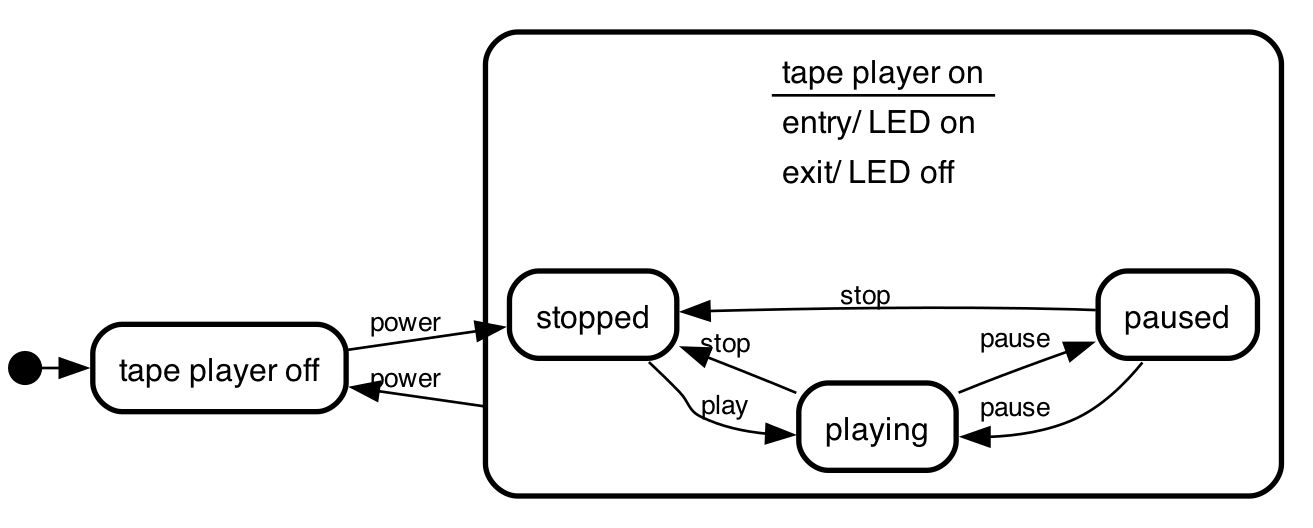 tape player on
entry/ LED on
exit/ LED off
stopped
stop
paused
power
stop
pause
tape player off
power
play
pause
playing